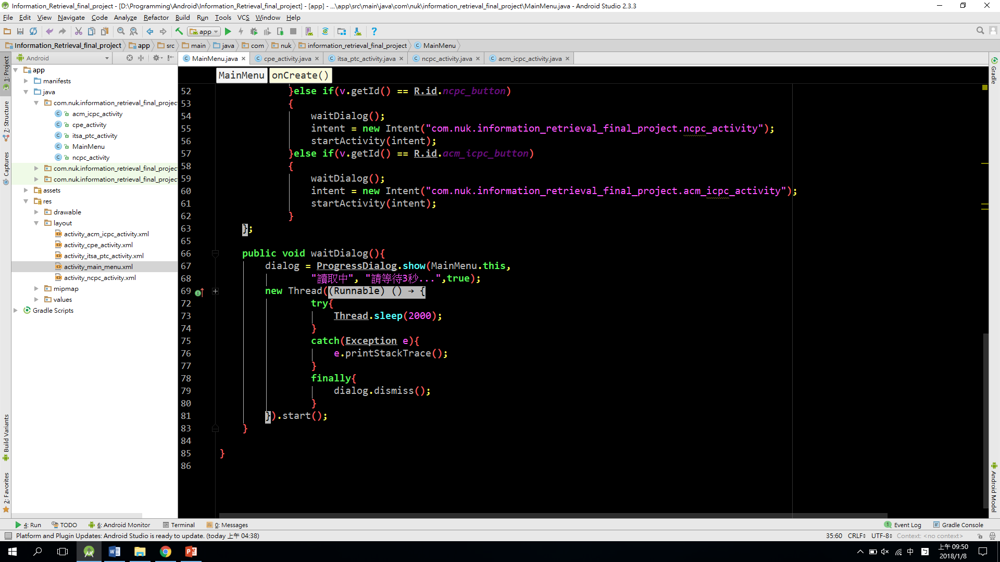 Information_Retrieval_final_project - [D:\Programming\Android\Information_Retrieval_final_project] - [app] - ...\app\src\main\java\com\nuk\information_retrieval_final_project\MainMenu.java - Android Studio 2.3.3
File Edit View Navigate Code Analyze Refactor Build Run Tools VCS Window Help
app
Information_Retrieval_final_project app src main java com nuk information_retrieval_final_project MainMenu
Android
MainMenu.java cpe_activity.java itsa_ptc_activity.java ncpc_activity.java acm_icpc_activity.java
1: Project
7: Structure
Captures
Build Variants
2: Favorites
app
manifests
java
com.nuk.information_retrieval_final_projec
acm_icpc_activity
cpe_activity
itsa_ptc_activity
MainMenu
ncpc_activity
com.nuk.information_retrieval_final_projec
com.nuk.information_retrieval_final_projec
assets
res
drawable
layout
activity_acm_icpc_activity.xml
activity_cpe_activity.xml
activity_itsa_ptc_activity.xml
activity_main_menu.xml
activity_ncpc_activity.xml
mipmap
values
Gradle Scripts
MainMenu onCreate()
52 }else if(v.getId() == R.id.ncpc_button)
53 {
54 waitDialog();
55 intent = new Intent("com.nuk.information_retrieval_final_project.ncpc_activity");
56 startActivity(intent);
57 }else if(v.getId() == R.id.acm_icpc_button)
58 {
59 waitDialog();
60 intent = new Intent("com.nuk.information_retrieval_final_project.acm_icpc_activity");
61 startActivity(intent);
62 }
63 };
65
66 public void waitDialog(){
67 dialog = ProgressDialog.show(MainMenu.this,
68 "讀取中", "請等待3秒...",true);
69 new Thread((Runnable) () → {
72 try{
73 Thread.sleep(2000);
74 }
75 catch(Exception e){
76 e.printStackTrace();
77 }
78 finally{
79 dialog.dismiss();
80 }
81 }).start();
83 }
84
85 }
86
Gradle
Android Model
4: Run TODO 6: Android Monitor Terminal 0: Messages 1 Event Log Gradle Console
Platform and Plugin Updates: Android Studio is ready to update. (today 上午 04:38) 35:60 CRLF UTF-8 Context: <no context>
中 上午 09:50
2018/1/8